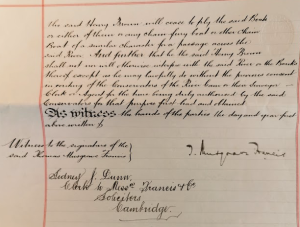 the said Henry Brown will cease to ply the said Boat
or either of them or any chain ferry boat or other Chain
Boat of a similar character for passage across the
said River. And further that he the said Henry Brown
shall not nor will interfere with the said River or the Banks
thereof except as he may lawfully do without the previous consent
in writing of the Conservators of the River Cam or their Manager
Clerk or Agent for the time being duly authorised by the said
Conservators for that purpose first had and obtained
As witness the hands of the parties the day and year first
above written
Witness to the signature of the
said Thomas Musgrave Francis
T. Musgrave Francis
Sidney J. Dunn
Clerk to Messrs Francis & Co
Solicitors
Cambridge.